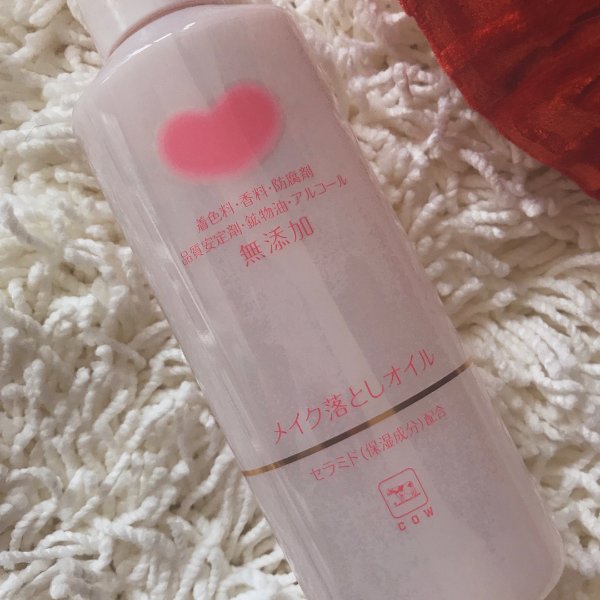 着色料・香料・防腐剤
品質安定剤・鉱物油・アルコール
無添加
メイク落としオイル
セラミド(保湿成分)配合
COW